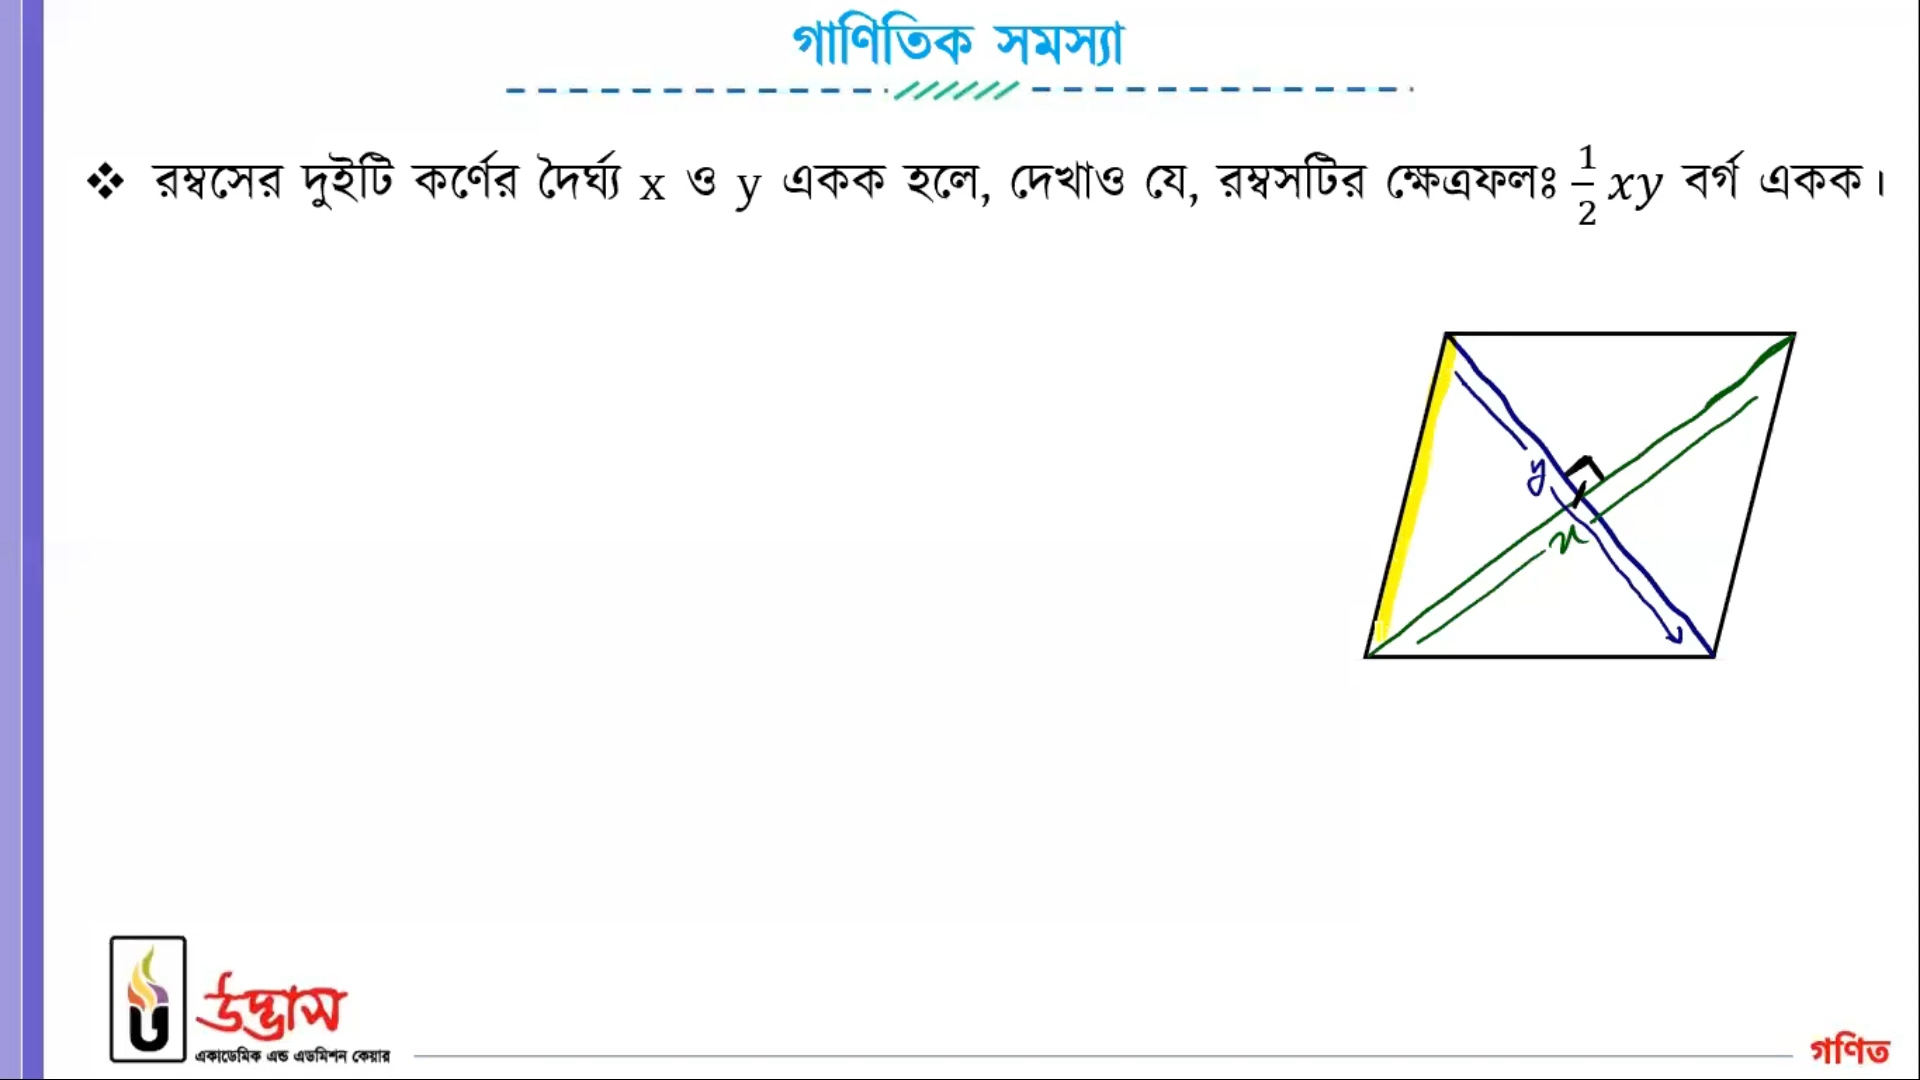 গাণিতিক সমস্যা
❖ রম্বসের দুইটি কর্ণের দৈর্ঘ্য x ও y একক হলে, দেখাও যে, রম্বসটির ক্ষেত্রফলঃ 1/2 xy বর্গ একক।
y
x
উদ্ভাস
একাডেমিক এন্ড এডমিশন কেয়ার
গণিত